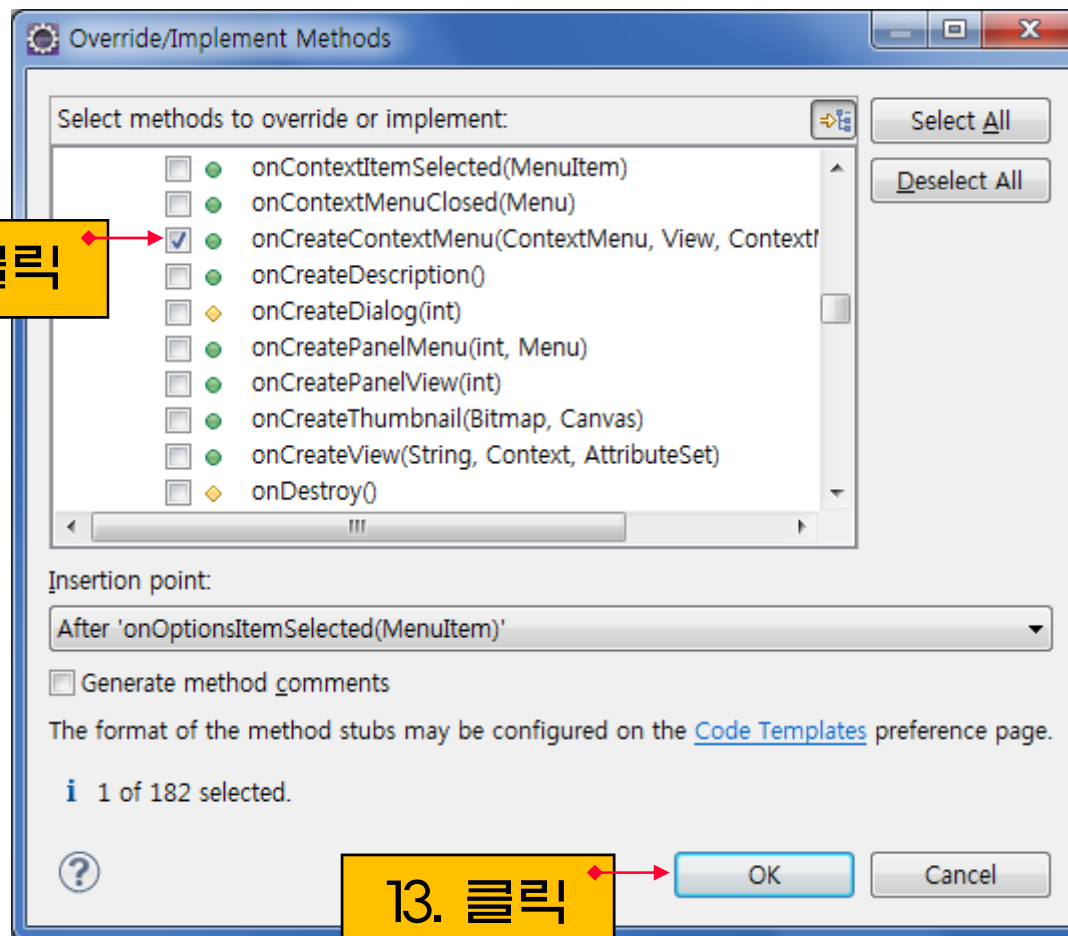 Override/Implement Methods
Select methods to override or implement:
Select All
Deselect All
onContextItemSelected(MenuItem)
onContextMenuClosed(Menu)
onCreateContextMenu(ContextMenu, View, Context
클릭
onCreateDescription()
onCreateDialog(int)
onCreatePanelMenu(int, Menu)
onCreatePanelView(int)
onCreateThumbnail(Bitmap, Canvas)
onCreateView(String, Context, AttributeSet)
onDestroy()
Insertion point:
After 'onOptionsItemSelected(MenuItem)'
Generate method comments
The format of the method stubs may be configured on the Code Templates preference page.
i 1 of 182 selected.
?
13. 클릭
OK
Cancel